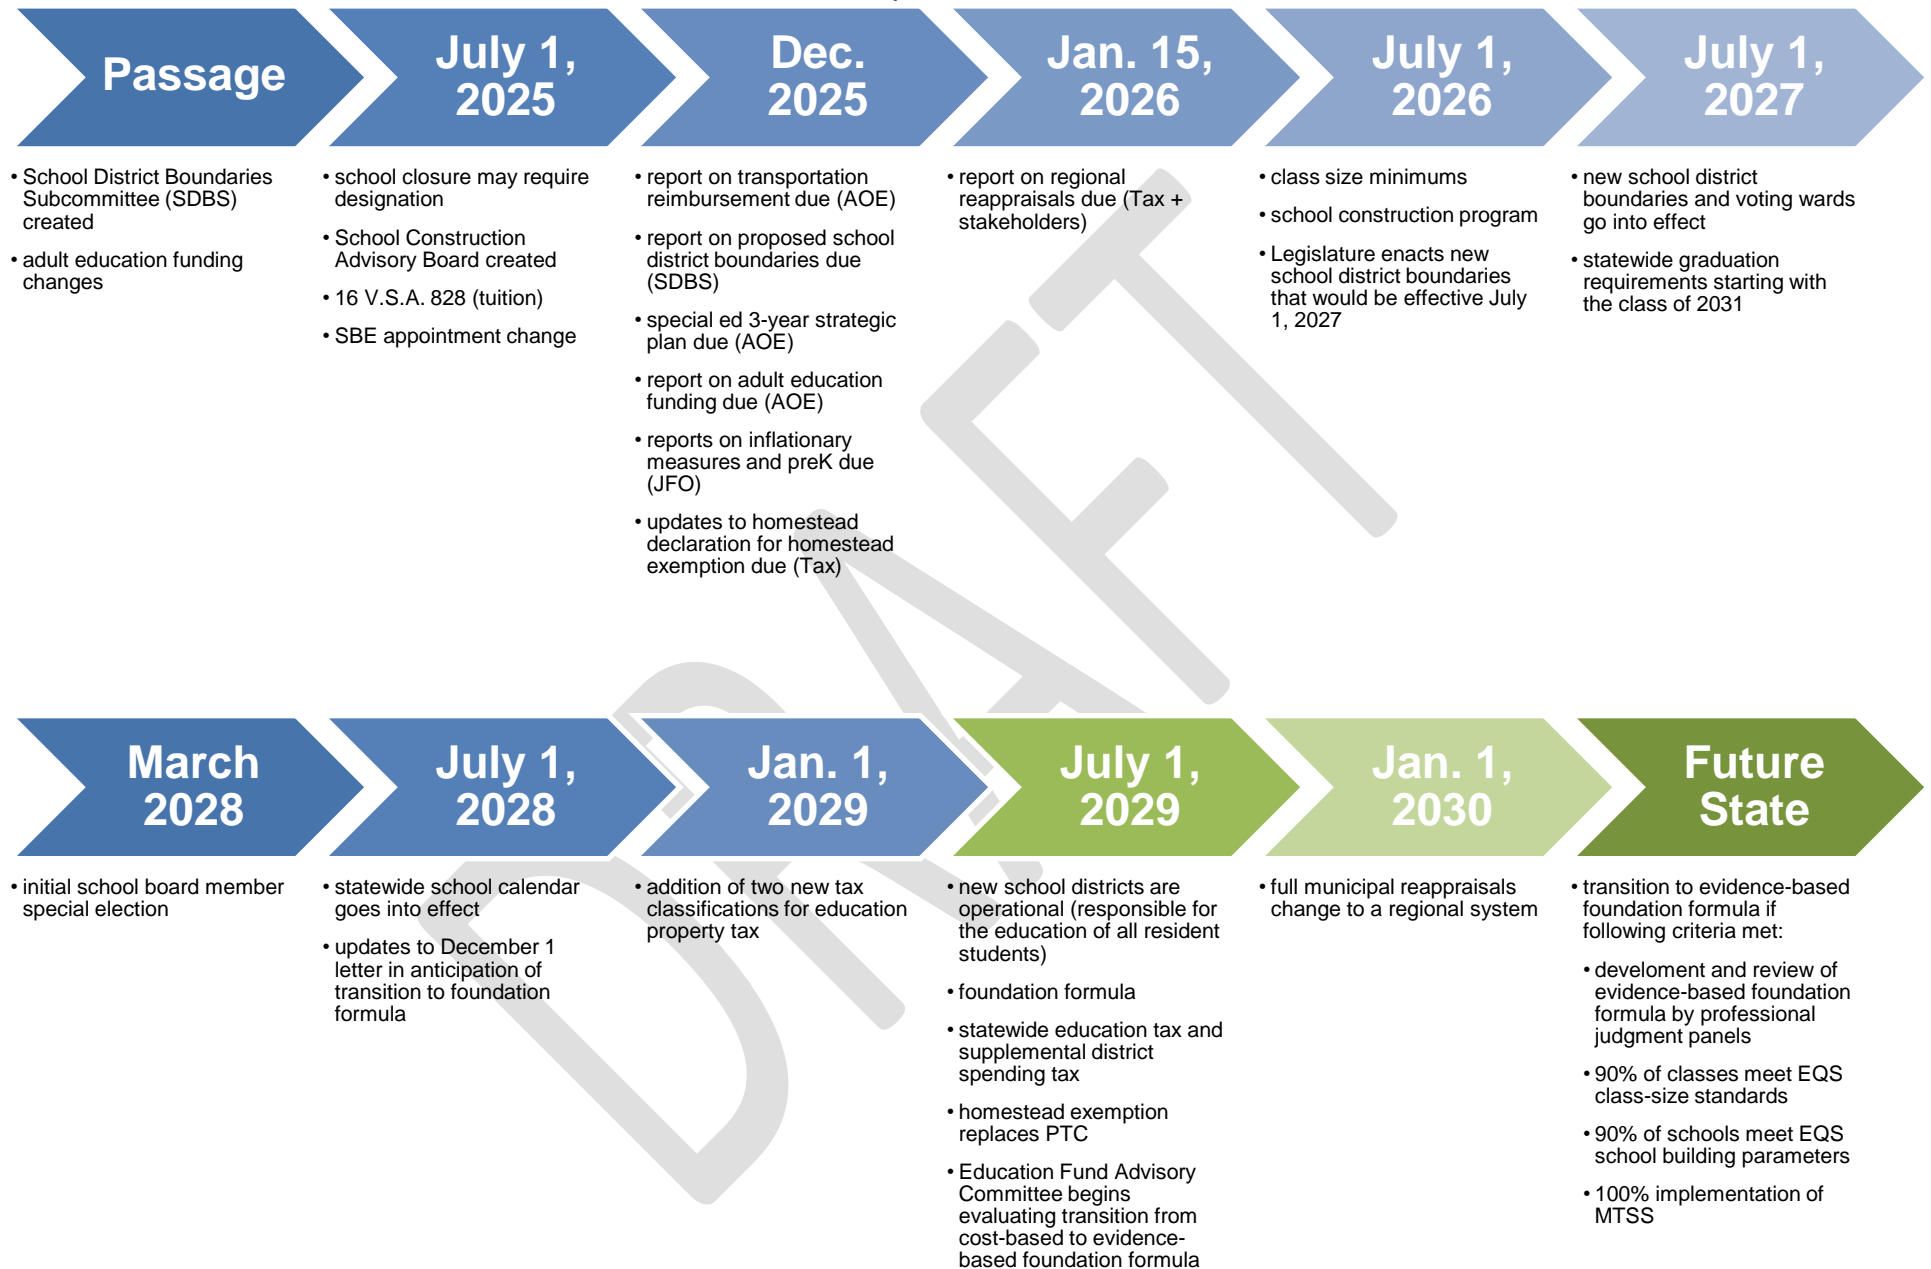 Passage
July 1,
2025
Dec.
2025
Jan. 15,
2026
July 1,
2026
July 1,
2027
• School District Boundaries
Subcommittee (SDBS)
created
• adult education funding
changes
• school closure may require
designation
• School Construction
Advisory Board created
• 16 V.S.A. 828 (tuition)
• SBE appointment change
• report on transportation
reimbursement due (AOE)
• report on proposed school
district boundaries due
(SDBS)
• special ed 3-year strategic
plan due (AOE)
• report on adult education
funding due (AOE)
• reports on inflationary
measures and preK due
(JFO)
• updates to homestead
declaration for homestead
exemption due (Tax)
• report on regional
reappraisals due (Tax +
stakeholders)
• class size minimums
• school construction program
• Legislature enacts new
school district boundaries
that would be effective July
1, 2027
• new school district
boundaries and voting wards
go into effect
• statewide graduation
requirements starting with
the class of 2031
DRAFT
March
2028
July 1,
2028
Jan. 1,
2029
July 1,
2029
Jan. 1,
2030
Future
State
• initial school board member
special election
• statewide school calendar
goes into effect
• updates to December 1
letter in anticipation of
transition to foundation
formula
• addition of two new tax
classifications for education
property tax
• new school districts are
operational (responsible for
the education of all resident
students)
• foundation formula
• statewide education tax and
supplemental district
spending tax
• homestead exemption
replaces PTC
• Education Fund Advisory
Committee begins
evaluating transition from
cost-based to evidence-
based foundation formula
• full municipal reappraisals
change to a regional system
• transition to evidence-based
foundation formula if
following criteria met:
• develoment and review of
evidence-based foundation
formula by professional
judgment panels
• 90% of classes meet EQS
class-size standards
• 90% of schools meet EQS
school building parameters
• 100% implementation of
MTSS